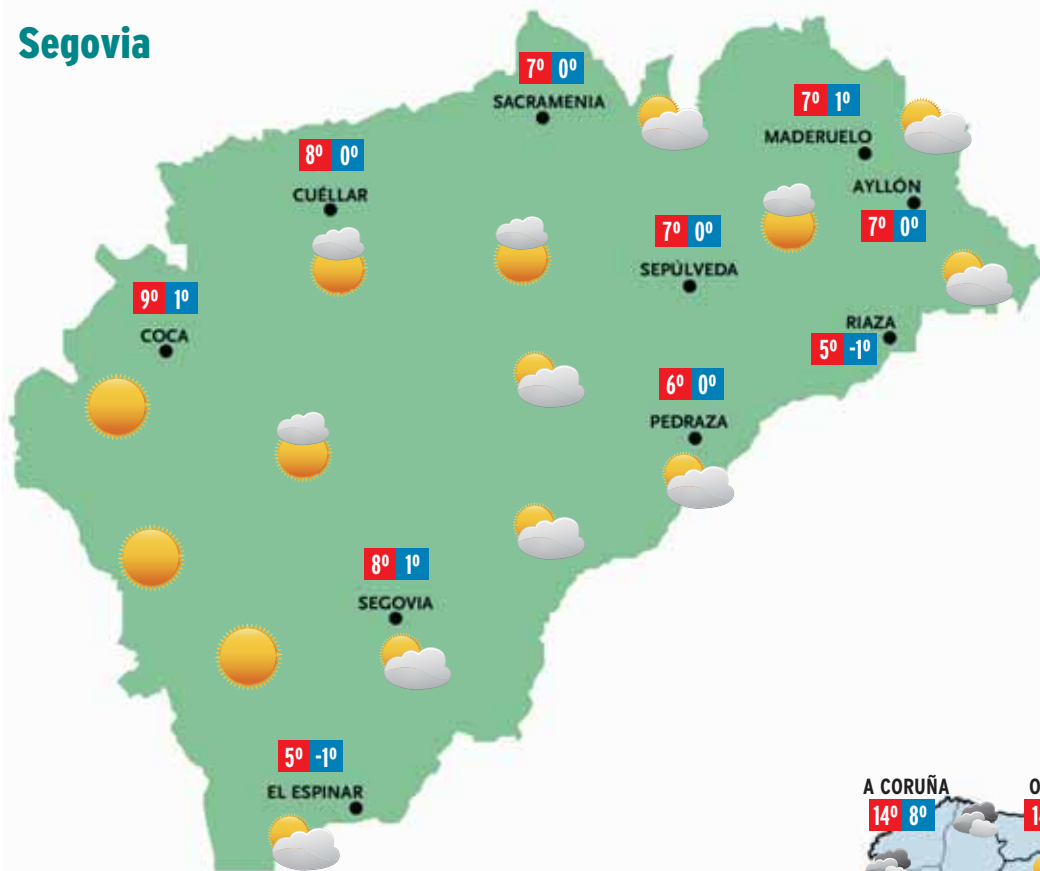 Segovia
7º 0º
SACRAMENIA
7º 1º
MADERUELO
8º 0º
CUÉLLAR
AYLLÓN
7º 0º
7º 0º
SEPÚLVEDA
9º 1º
COCA
RIAZA
5º -1º
6º 0º
PEDRAZA
8º 1º
SEGOVIA
5º -1º
EL ESPINAR
A CORUÑA
14º 8º